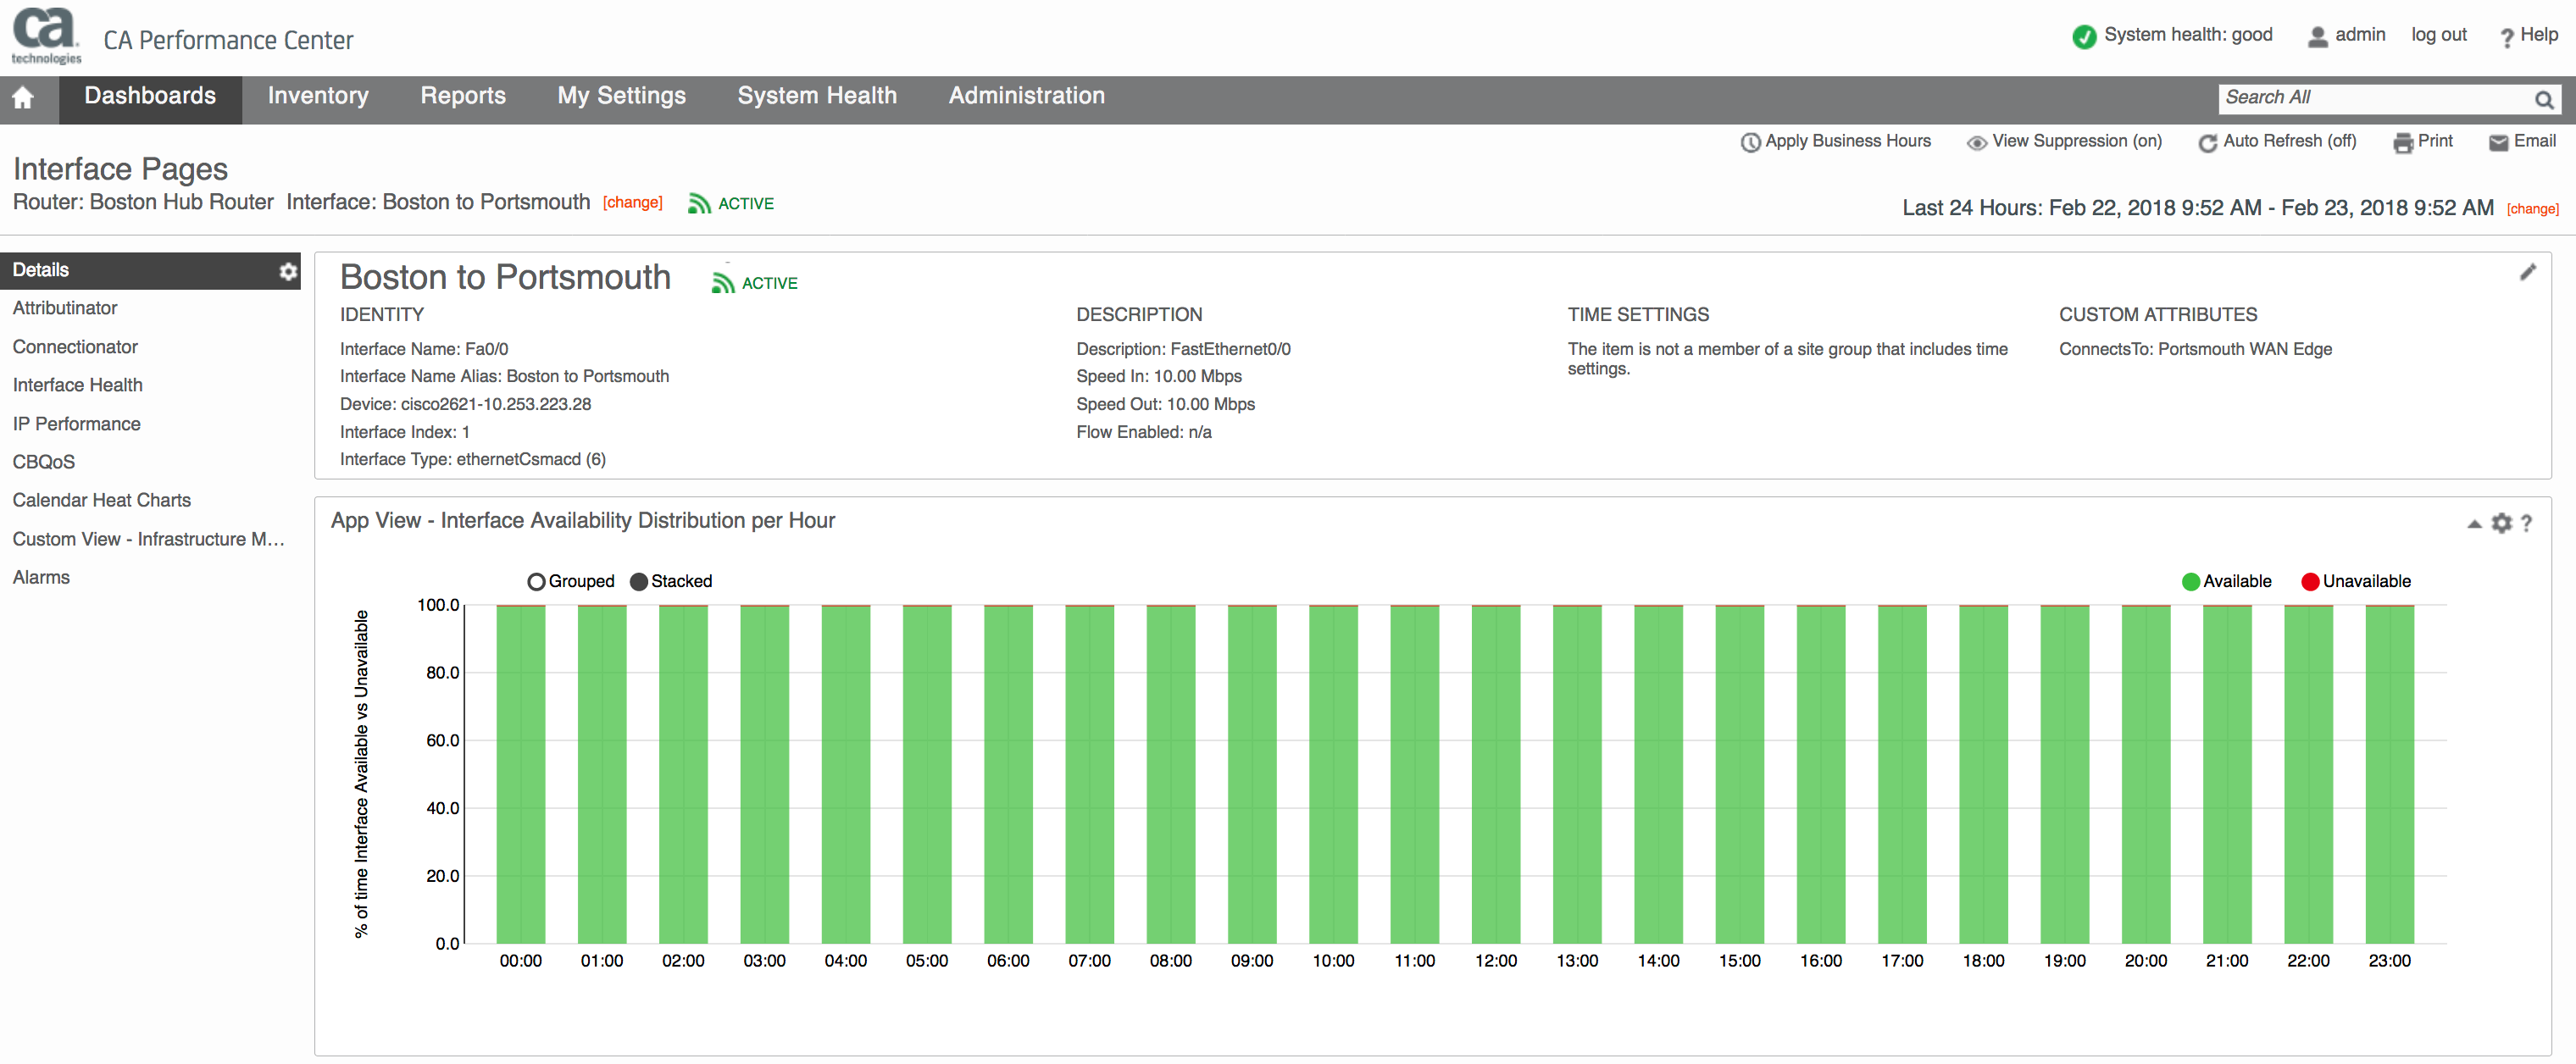 ca
technologies
CA Performance Center
System health: good admin log out ? Help
Dashboards Inventory Reports My Settings System Health Administration Search All
Apply Business Hours View Suppression (on) Auto Refresh (off) Print Email
Interface Pages
Router: Boston Hub Router Interface: Boston to Portsmouth [change] ACTIVE
Last 24 Hours: Feb 22, 2018 9:52 AM - Feb 23, 2018 9:52 AM [change]
Details
Attributinator
Connectionator
Interface Health
IP Performance
CBQoS
Calendar Heat Charts
Custom View - Infrastructure M...
Alarms
Boston to Portsmouth ACTIVE
IDENTITY
Interface Name: Fa0/0
Interface Name Alias: Boston to Portsmouth
Device: cisco2621-10.253.223.28
Interface Index: 1
Interface Type: ethernetCsmacd (6)
DESCRIPTION
Description: FastEthernet0/0
Speed In: 10.00 Mbps
Speed Out: 10.00 Mbps
Flow Enabled: n/a
TIME SETTINGS
The item is not a member of a site group that includes time
settings.
CUSTOM ATTRIBUTES
ConnectsTo: Portsmouth WAN Edge
App View - Interface Availability Distribution per Hour ?
Grouped Stacked Available Unavailable
% of time Interface Available vs Unavailable
100.0
80.0
60.0
40.0
20.0
0.0
00:00 01:00 02:00 03:00 04:00 05:00 06:00 07:00 08:00 09:00 10:00 11:00 12:00 13:00 14:00 15:00 16:00 17:00 18:00 19:00 20:00 21:00 22:00 23:00